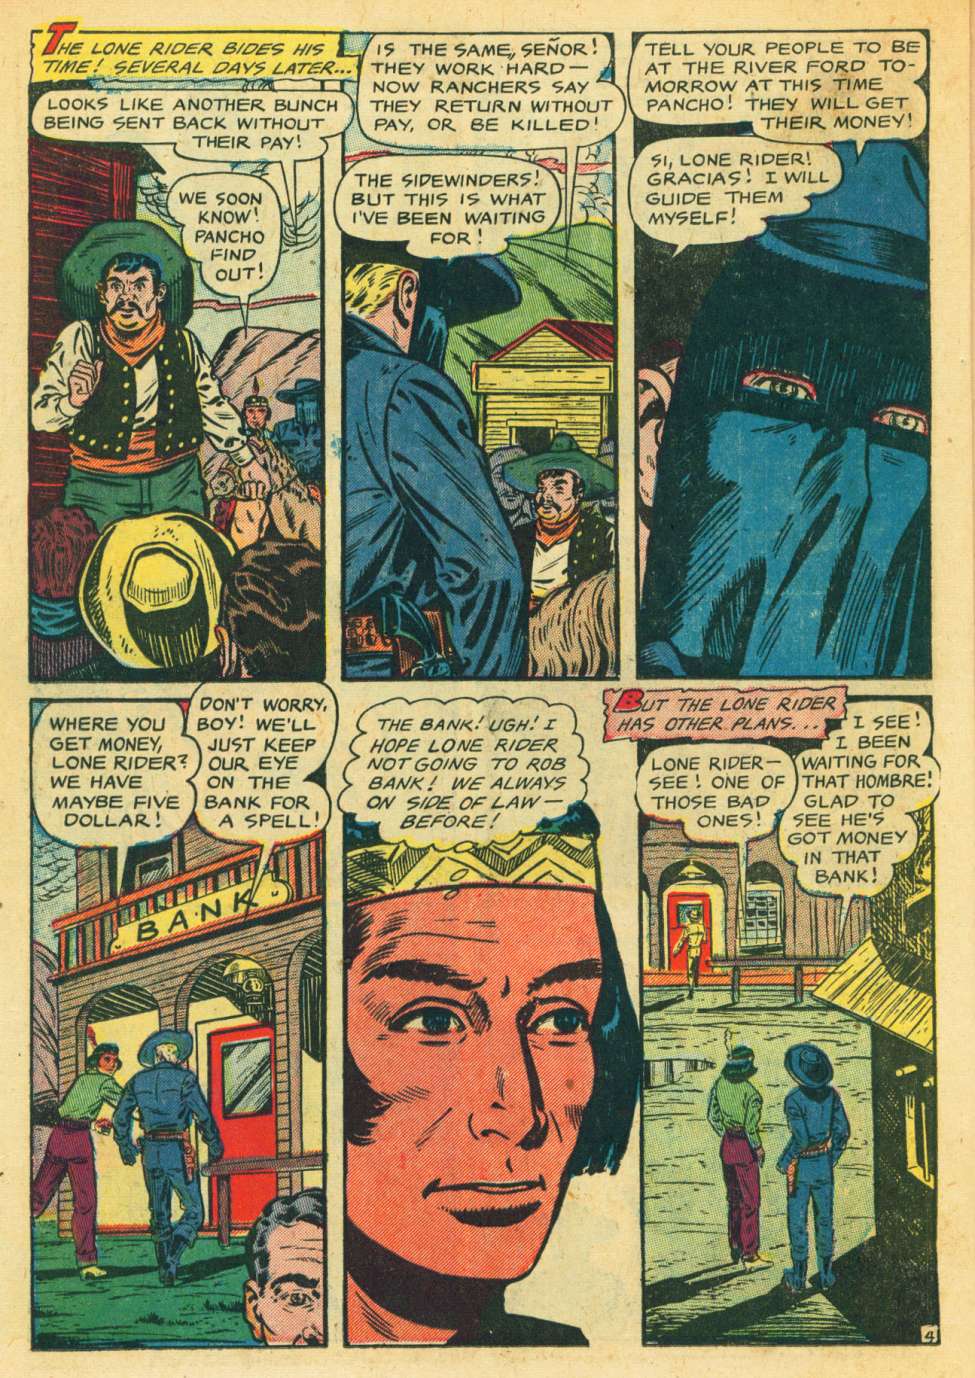 THE LONE RIDER BIDES HIS
TIME! SEVERAL DAYS LATER...
LOOKS LIKE ANOTHER BUNCH
BEING SENT BACK WITHOUT
THEIR PAY!
WE SOON
KNOW!
PANCHO
FIND
OUT!
IS THE SAME, SEÑOR!
THEY WORK HARD—
NOW RANCHERS SAY
THEY RETURN WITHOUT
PAY, OR BE KILLED!
THE SIDEWINDERS!
BUT THIS IS WHAT
I'VE BEEN WAITING
FOR!
TELL YOUR PEOPLE TO BE
AT THE RIVER FORD TO-
MORROW AT THIS TIME
PANCHO! THEY WILL GET
THEIR MONEY!
SI, LONE RIDER!
GRACIAS! I WILL
GUIDE THEM
MYSELF!
WHERE YOU
GET MONEY,
LONE RIDER?
WE HAVE
MAYBE FIVE
DOLLAR!
DON'T WORRY,
BOY! WE'LL
JUST KEEP
OUR EYE
ON THE
BANK FOR
A SPELL!
BANK
THE BANK! UGH! I
HOPE LONE RIDER
NOT GOING TO ROB
BANK! WE ALWAYS
ON SIDE OF LAW—
BEFORE!
BUT THE LONE RIDER
HAS OTHER PLANS...
LONE RIDER—
SEE! ONE OF
THOSE BAD
ONES!
I SEE!
I BEEN
WAITING FOR
THAT HOMBRE!
GLAD TO
SEE HE'S
GOT MONEY
IN THAT
BANK!
4